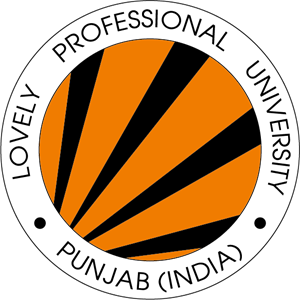 LOVELY PROFESSIONAL UNIVERSITY
PUNJAB (INDIA)